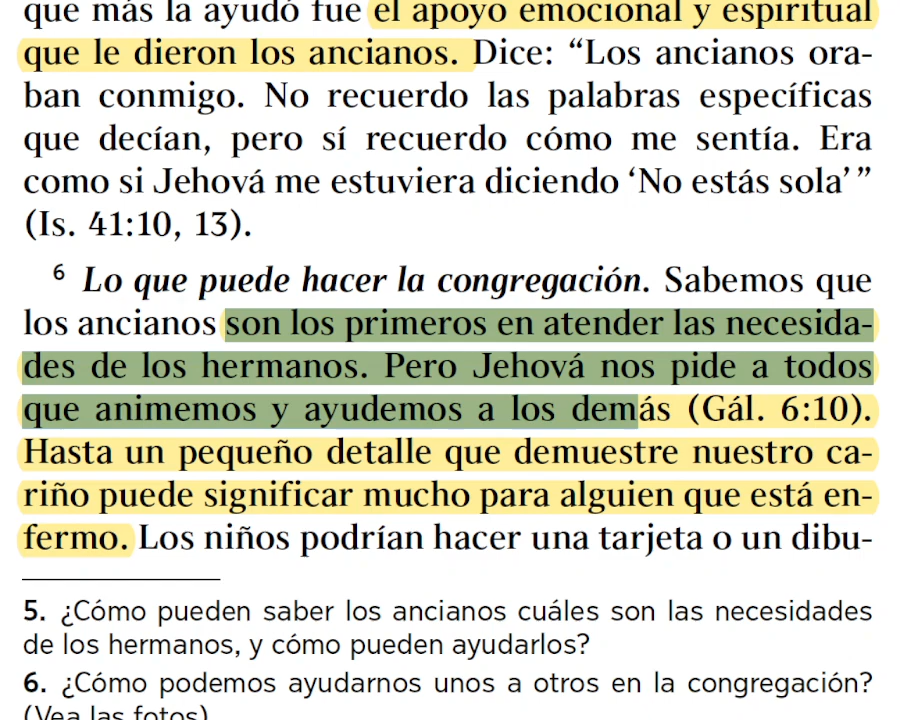 que más la ayudó fue el apoyo emocional y espiritual
que le dieron los ancianos. Dice: “Los ancianos ora-
ban conmigo. No recuerdo las palabras específicas
que decían, pero sí recuerdo cómo me sentía. Era
como si Jehová me estuviera diciendo ‘No estás sola’”
(Is. 41:10, 13).
6 Lo que puede hacer la congregación. Sabemos que
los ancianos son los primeros en atender las necesida-
des de los hermanos. Pero Jehová nos pide a todos
que animemos y ayudemos a los demás (Gál. 6:10).
Hasta un pequeño detalle que demuestre nuestro ca-
riño puede significar mucho para alguien que está en-
fermo. Los niños podrían hacer una tarjeta o un dibu-
5. ¿Cómo pueden saber los ancianos cuáles son las necesidades
de los hermanos, y cómo pueden ayudarlos?
6. ¿Cómo podemos ayudarnos unos a otros en la congregación?
(Vea las fotos).